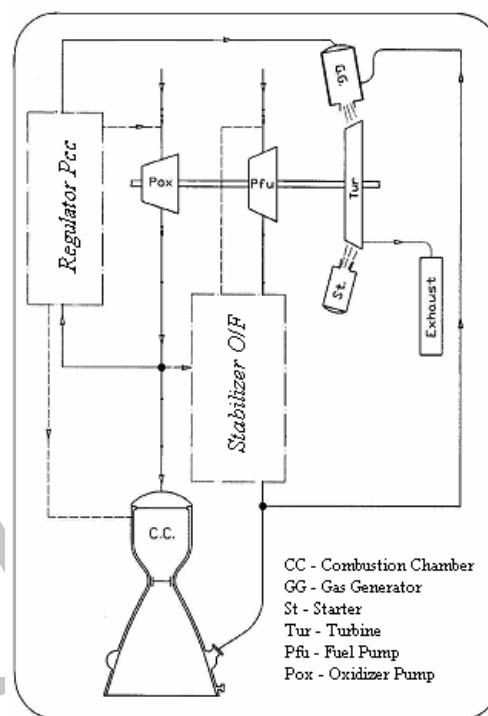 G.G.
Regulator Pcc
Pox
Pfu
Tur
St.
Exhaust
Stabilizer O/F
C.C.
CC - Combustion Chamber
GG - Gas Generator
St - Starter
Tur - Turbine
Pfu - Fuel Pump
Pox - Oxidizer Pump